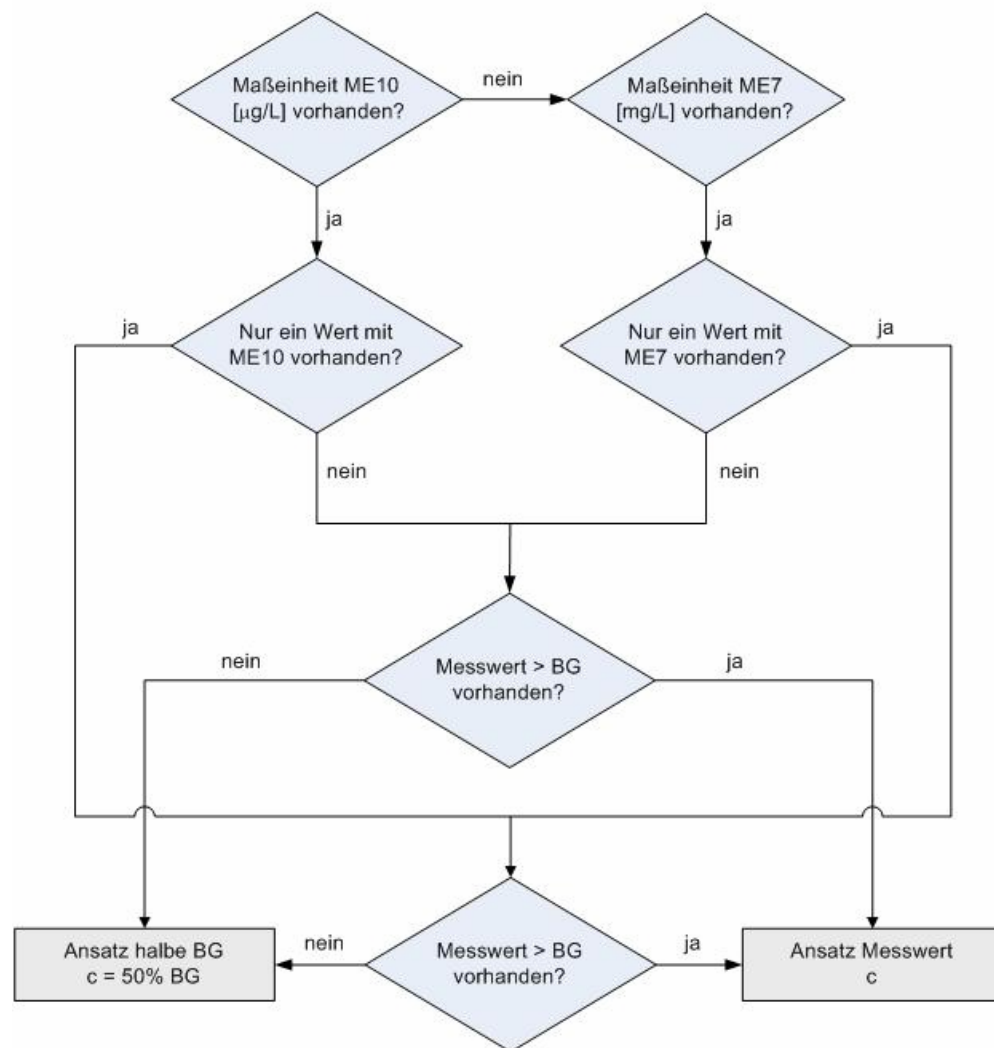 Maßeinheit ME10
[µg/L] vorhanden?
nein
Maßeinheit ME7
[mg/L] vorhanden?
ja
ja
ja
Nur ein Wert mit
ME10 vorhanden?
Nur ein Wert mit
ME7 vorhanden?
ja
nein
nein
nein
Messwert > BG
vorhanden?
ja
Ansatz halbe BG
c = 50% BG
nein
Messwert > BG
vorhanden?
ja
Ansatz Messwert
c